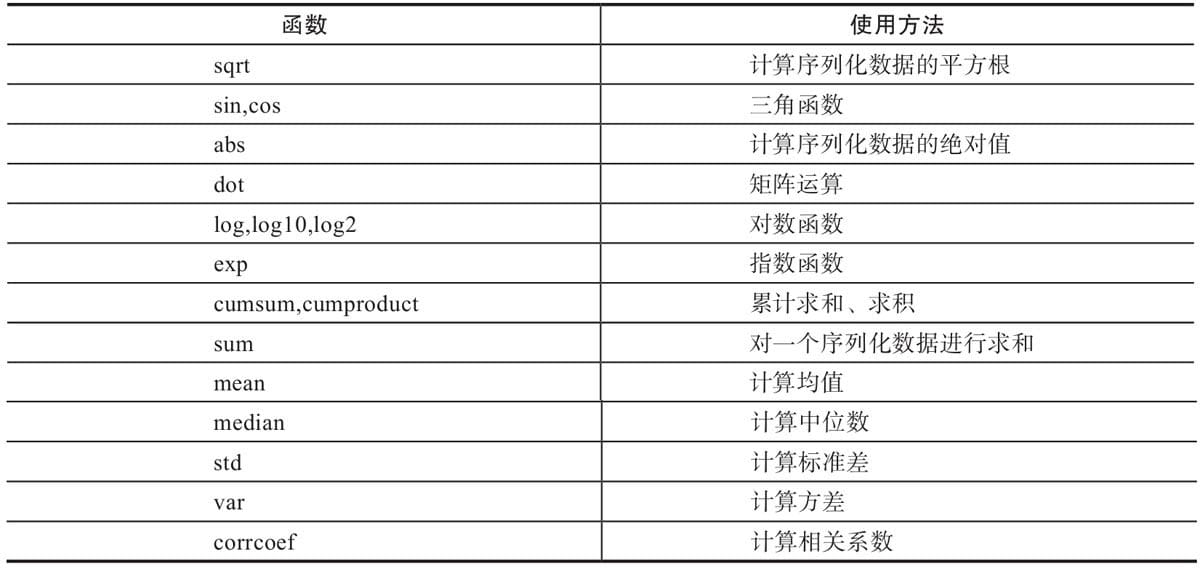 函数 使用方法
sqrt 计算序列化数据的平方根
sin,cos 三角函数
abs 计算序列化数据的绝对值
dot 矩阵运算
log,log10,log2 对数函数
exp 指数函数
cumsum,cumproduct 累计求和、求积
sum 对一个序列化数据进行求和
mean 计算均值
median 计算中位数
std 计算标准差
var 计算方差
corrcoef 计算相关系数